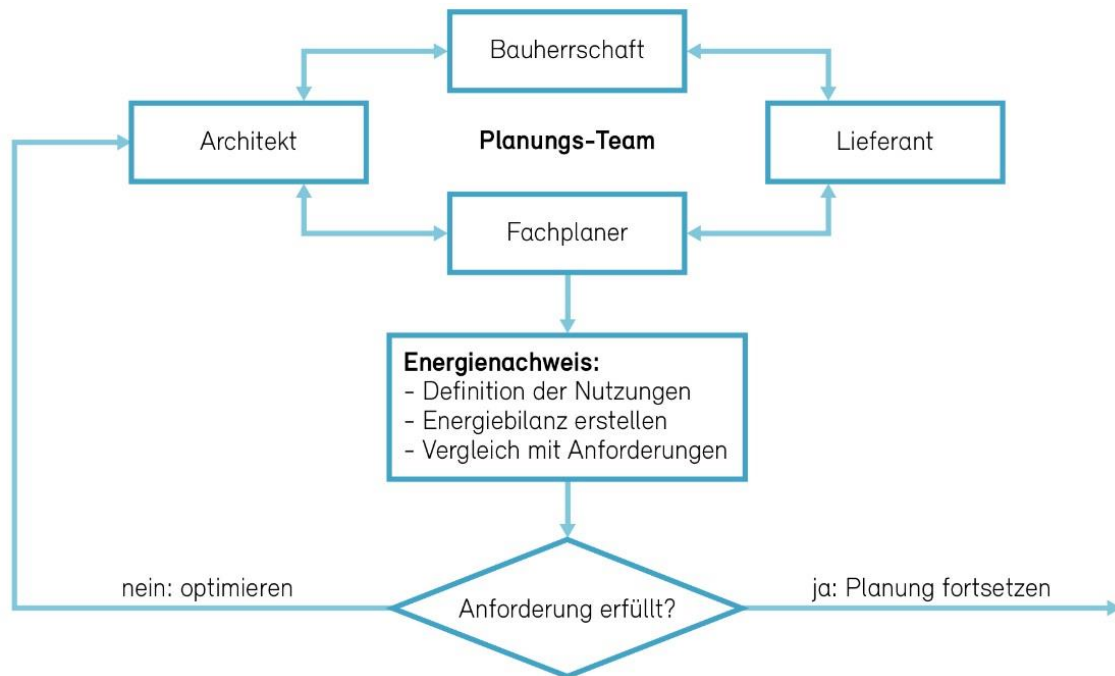 Bauherrschaft
Architekt
Planungs-Team
Lieferant
Fachplaner
Energienachweis:
- Definition der Nutzungen
- Energiebilanz erstellen
- Vergleich mit Anforderungen
nein: optimieren
Anforderung erfüllt?
ja: Planung fortsetzen